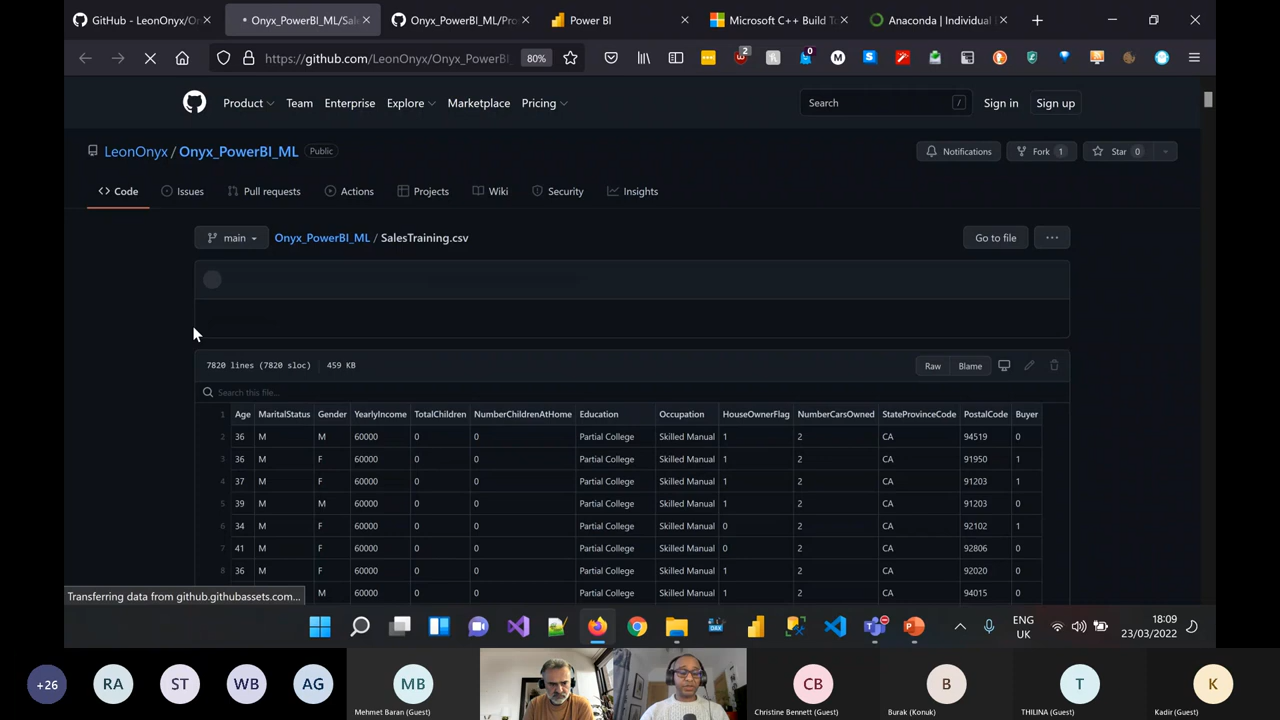 GitHub - LeonOnyx/On
Onyx_PowerBI_ML/Sale
Onyx_PowerBI_ML/Pro
Power BI
Microsoft C++ Build To
Anaconda | Individual
https://github.com/LeonOnyx/Onyx_PowerBI_
80%
2
0
Product
Team
Enterprise
Explore
Marketplace
Pricing
Search
/
Sign in
Sign up
LeonOnyx / Onyx_PowerBI_ML
Public
Notifications
Fork 1
Star 0
Code
Issues
Pull requests
Actions
Projects
Wiki
Security
Insights
main
Onyx_PowerBI_ML / SalesTraining.csv
Go to file
7820 lines (7820 sloc) | 459 KB
Raw
Blame
Search this file…
1 Age MaritalStatus Gender YearlyIncome TotalChildren NumberChildrenAtHome Education Occupation HouseOwnerFlag NumberCarsOwned StateProvinceCode PostalCode Buyer
2 36 M M 60000 0 0 Partial College Skilled Manual 1 2 CA 94519 0
3 36 M F 60000 0 0 Partial College Skilled Manual 1 2 CA 91950 1
4 37 M F 60000 0 0 Partial College Skilled Manual 1 2 CA 91203 1
5 39 M M 60000 0 0 Partial College Skilled Manual 1 2 CA 91203 0
6 34 M F 60000 0 0 Partial College Skilled Manual 0 2 CA 92102 1
7 41 M F 60000 0 0 Partial College Skilled Manual 0 2 CA 92806 0
8 36 M F 60000 0 0 Partial College Skilled Manual 1 2 CA 92020 0
M 60000 0 0 Partial College Skilled Manual 1 2 CA 94015 0
Transferring data from github.githubassets.com...
ENG
UK
18:09
23/03/2022
+26
RA
ST
WB
AG
MB
Mehmet Baran (Guest)
CB
Christine Bennett (Guest)
B
Burak (Konuk)
T
THILINA (Guest)
K
Kadir (Guest)